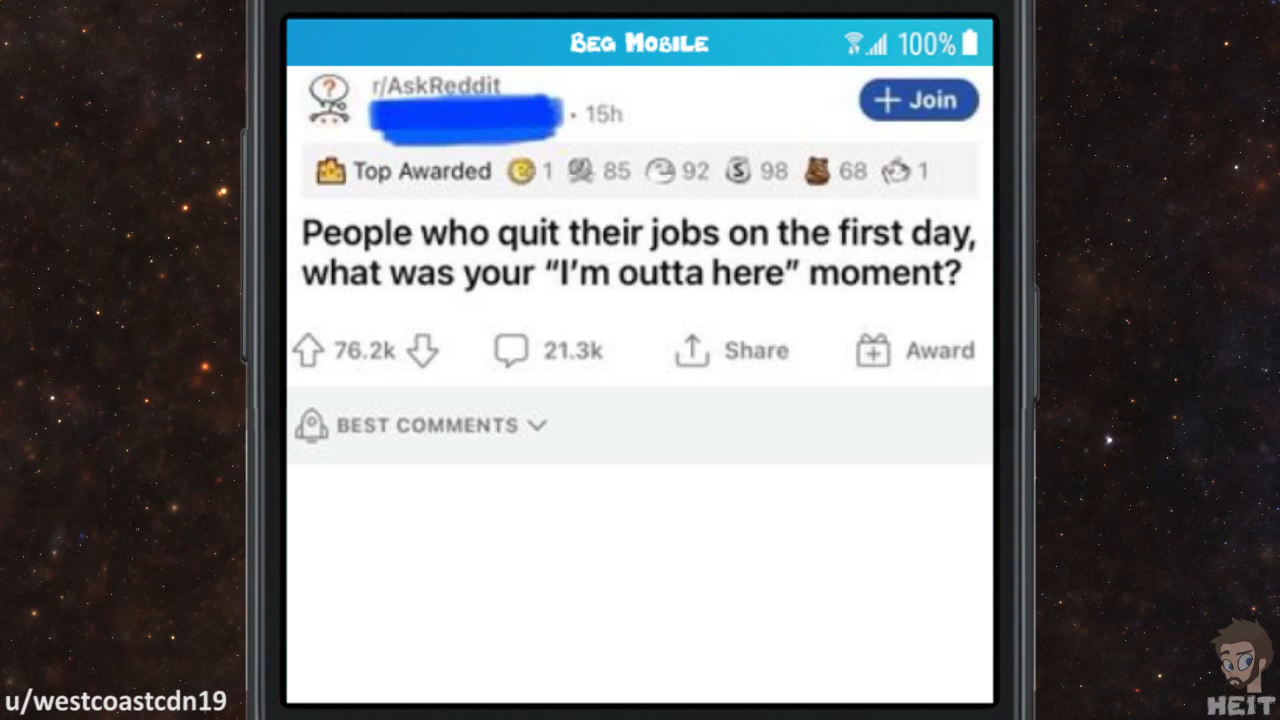 BEG MOBILE
100%
r/AskReddit
• 15h
+ Join
Top Awarded 1 85 92 98 68 1
People who quit their jobs on the first day,
what was your “I’m outta here” moment?
76.2k 21.3k Share Award
BEST COMMENTS
u/westcoastcdn19
HEIT